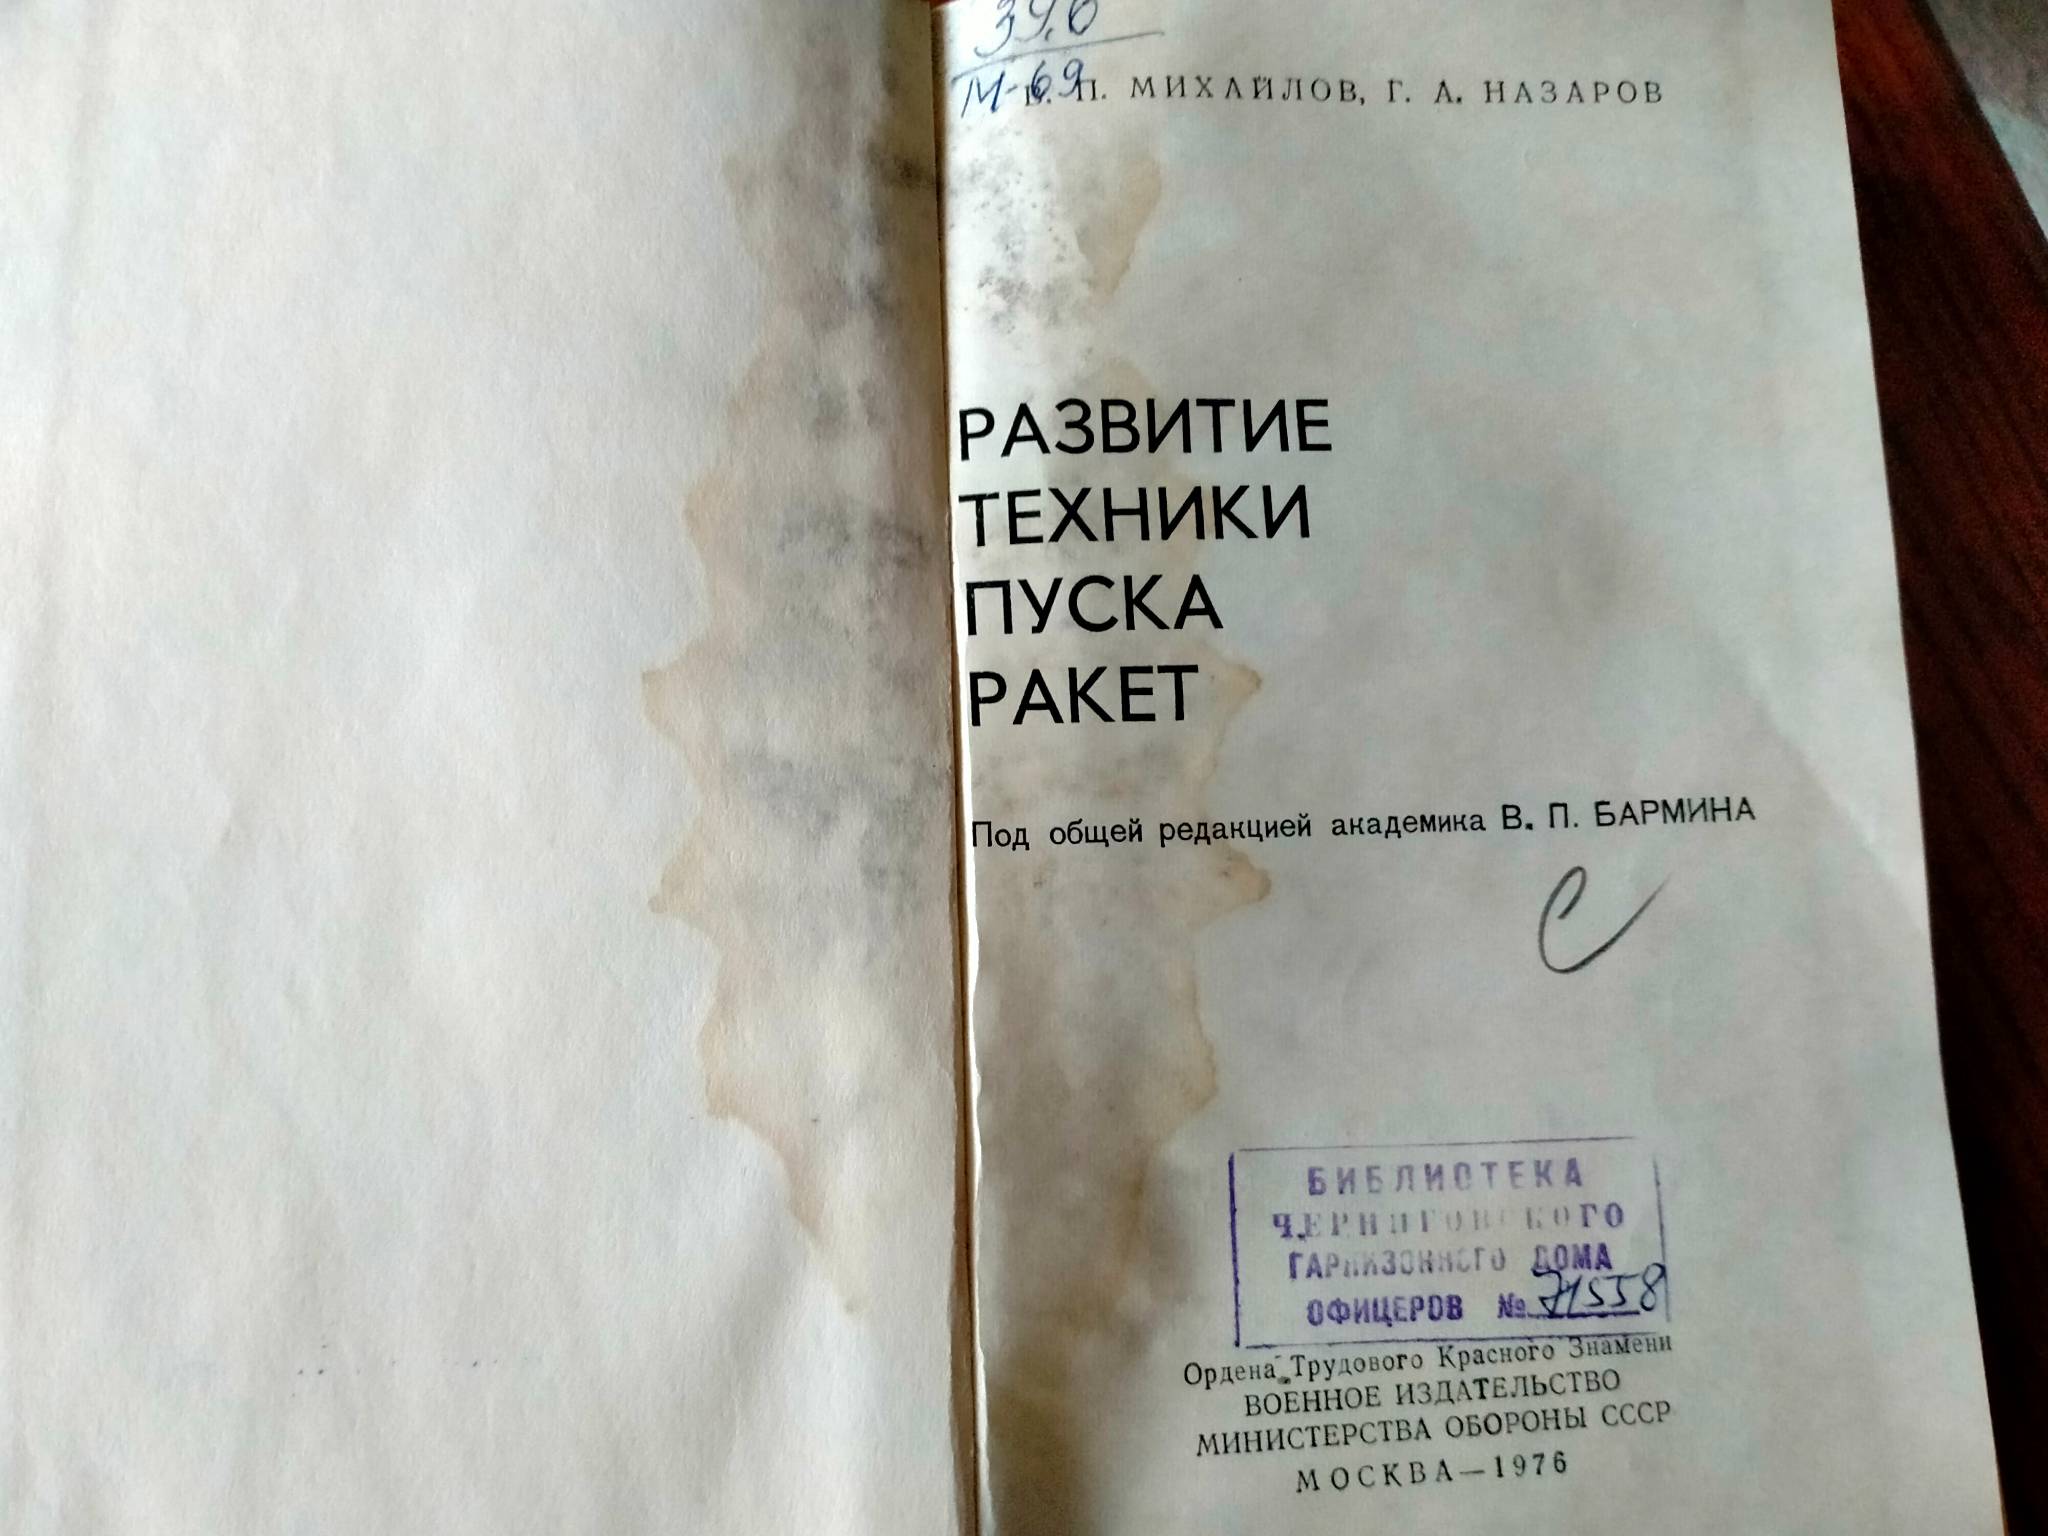 39.6
М-69
В. П. МИХАЙЛОВ, Г. А. НАЗАРОВ
РАЗВИТИЕ
ТЕХНИКИ
ПУСКА
РАКЕТ
Под общей редакцией академика В. П. БАРМИНА
С
БИБЛИОТЕКА
ЧЕРНИГОВСКОГО
ГАРНИЗОННОГО ДОМА
ОФИЦЕРОВ № 71558
Ордена Трудового Красного Знамени
ВОЕННОЕ ИЗДАТЕЛЬСТВО
МИНИСТЕРСТВА ОБОРОНЫ СССР
МОСКВА — 1976